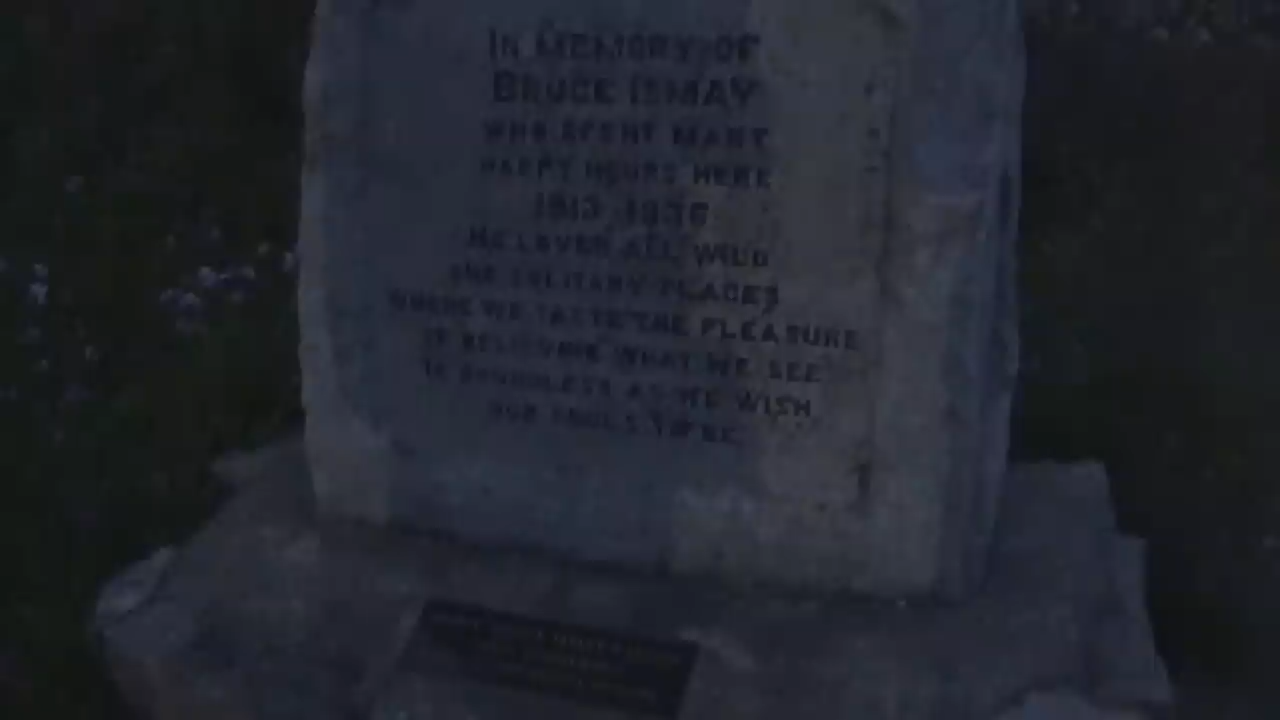 IN MEMORY OF
BRUCE ISMAY
WHO SPENT MANY
HAPPY HOURS HERE
1913-1936
HE LOVED ALL WILD
AND SOLITARY PLACES
WHERE WE TASTE THE PLEASURE
OF BELIEVING WHAT WE SEE
IS BOUNDLESS AS WE WISH
OUR SOULS TO BE